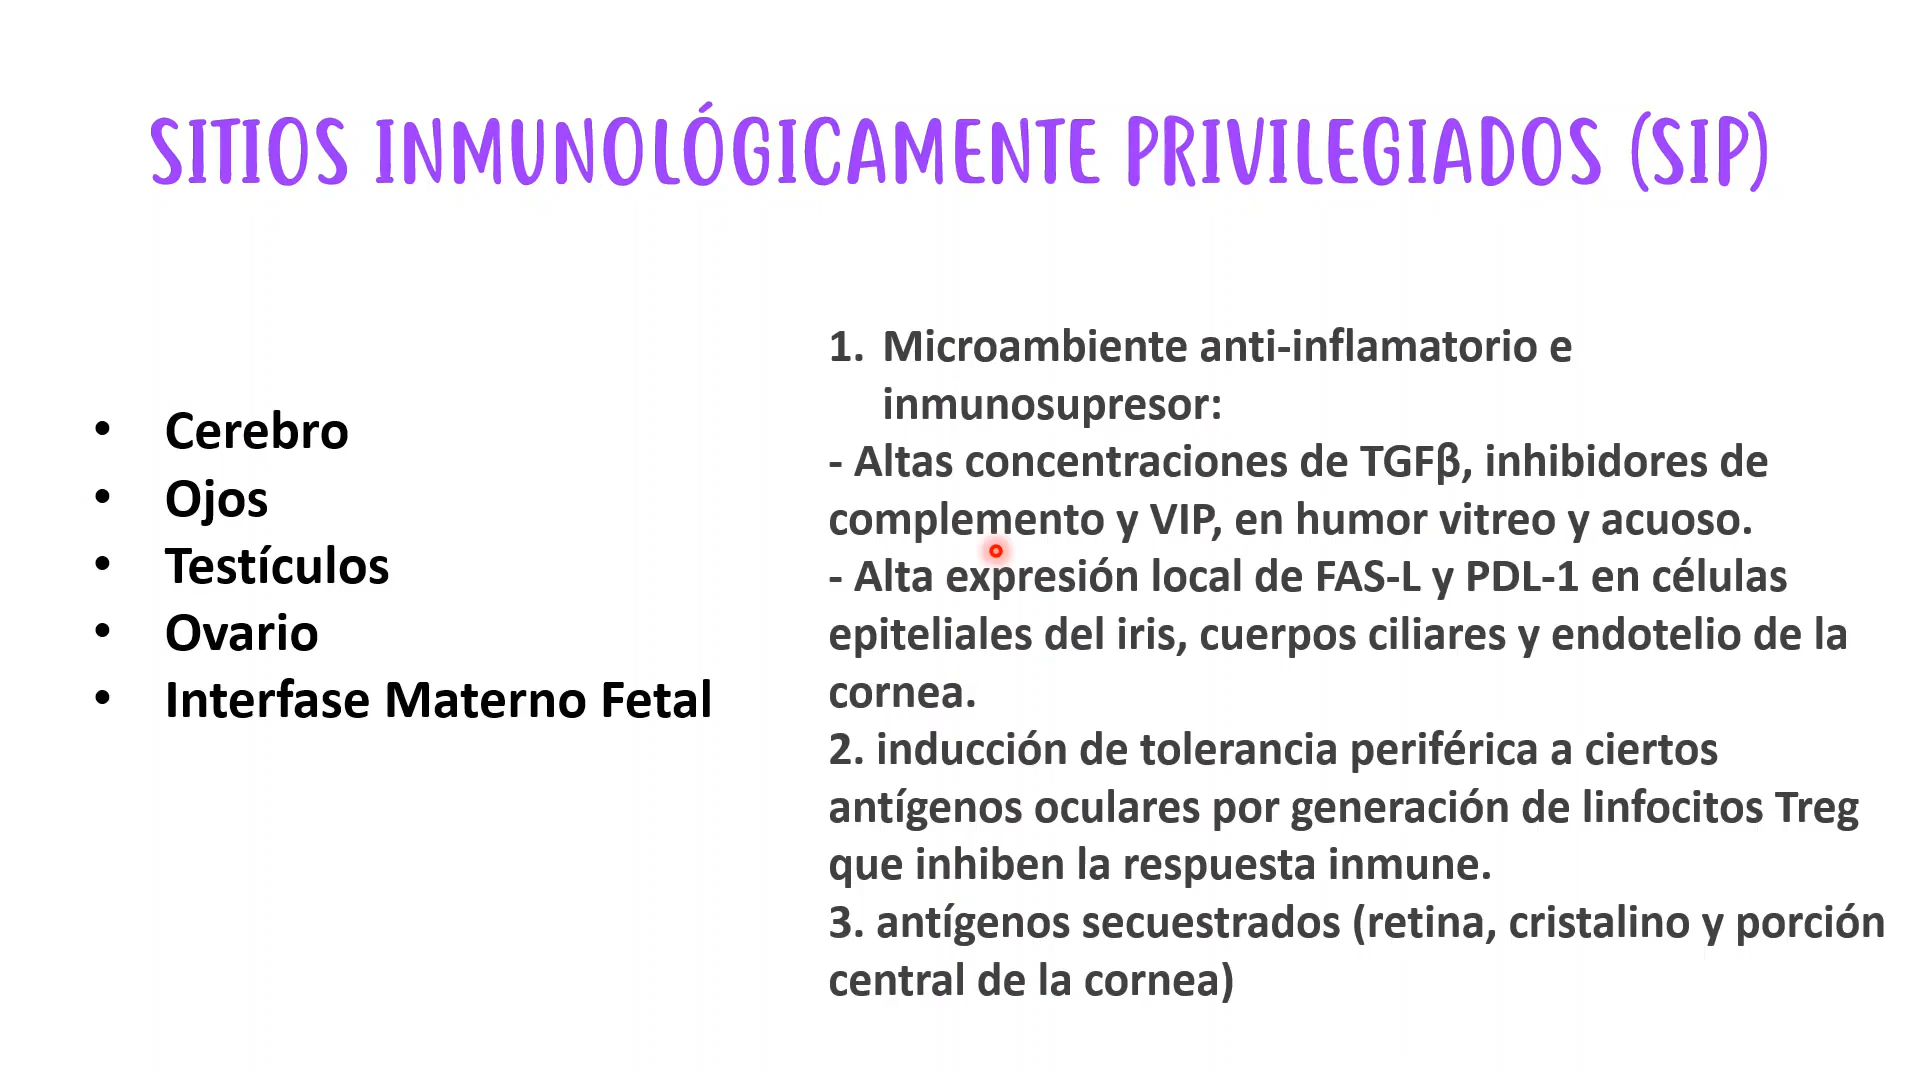 SITIOS INMUNOLÓGICAMENTE PRIVILEGIADOS (SIP)
• Cerebro
• Ojos
• Testículos
• Ovario
• Interfase Materno Fetal
1. Microambiente anti-inflamatorio e
inmunosupresor:
- Altas concentraciones de TGFβ, inhibidores de
complemento y VIP, en humor vitreo y acuoso.
- Alta expresión local de FAS-L y PDL-1 en células
epiteliales del iris, cuerpos ciliares y endotelio de la
cornea.
2. inducción de tolerancia periférica a ciertos
antígenos oculares por generación de linfocitos Treg
que inhiben la respuesta inmune.
3. antígenos secuestrados (retina, cristalino y porción
central de la cornea)